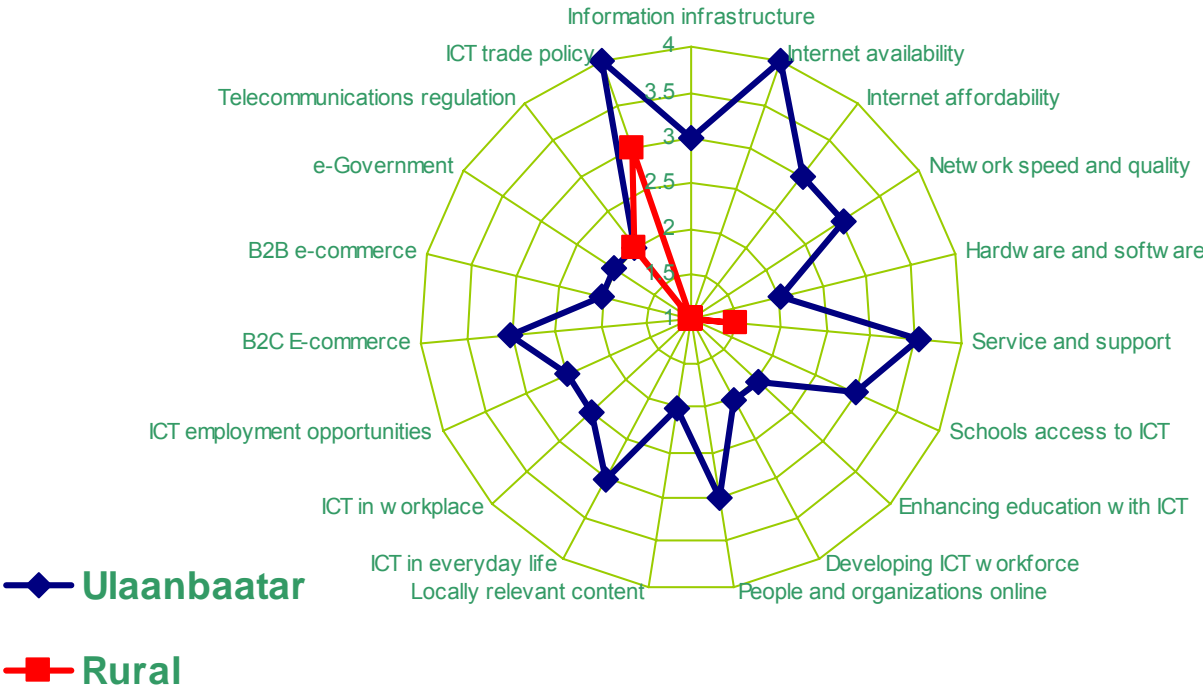 Information infrastructure
ICT trade policy
4
Internet availability
Telecommunications regulation
3.5
Internet affordability
e-Government
3
Network speed and quality
2.5
B2B e-commerce
2
Hardware and software
1.5
B2C E-commerce
1
Service and support
ICT employment opportunities
Schools access to ICT
ICT in workplace
Enhancing education with ICT
ICT in everyday life
Developing ICT workforce
Locally relevant content
People and organizations online
Ulaanbaatar
Rural